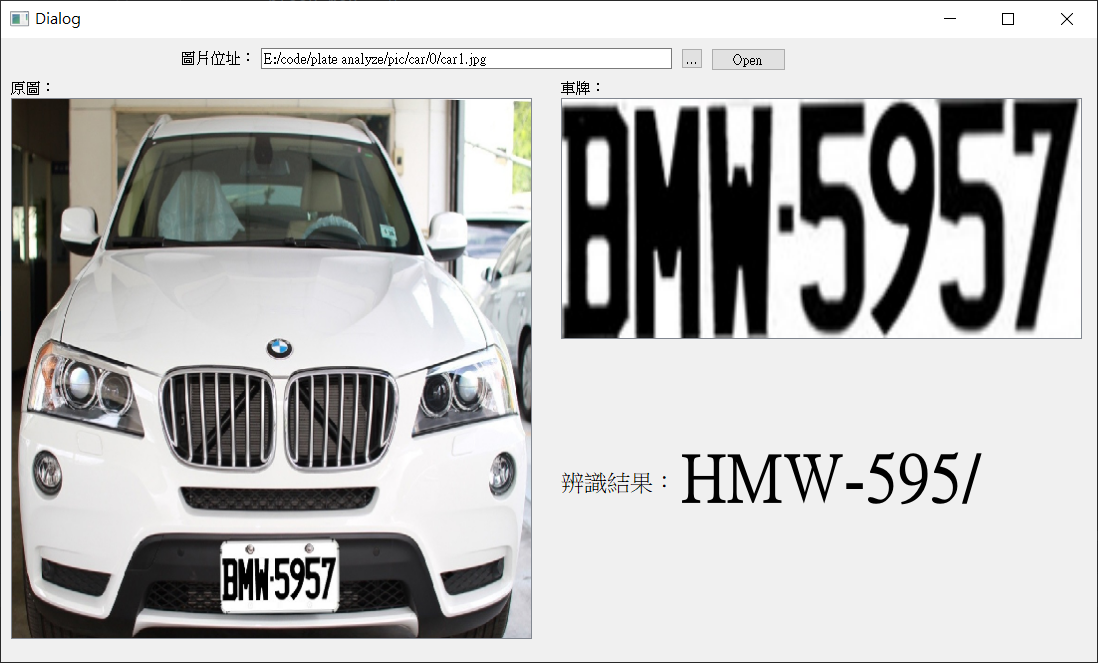 Dialog
圖片位址： E:/code/plate analyze/pic/car/0/car1.jpg ... Open
原圖：
車牌：
BMW·5957
辨識結果： HMW-595/
BMW·5957